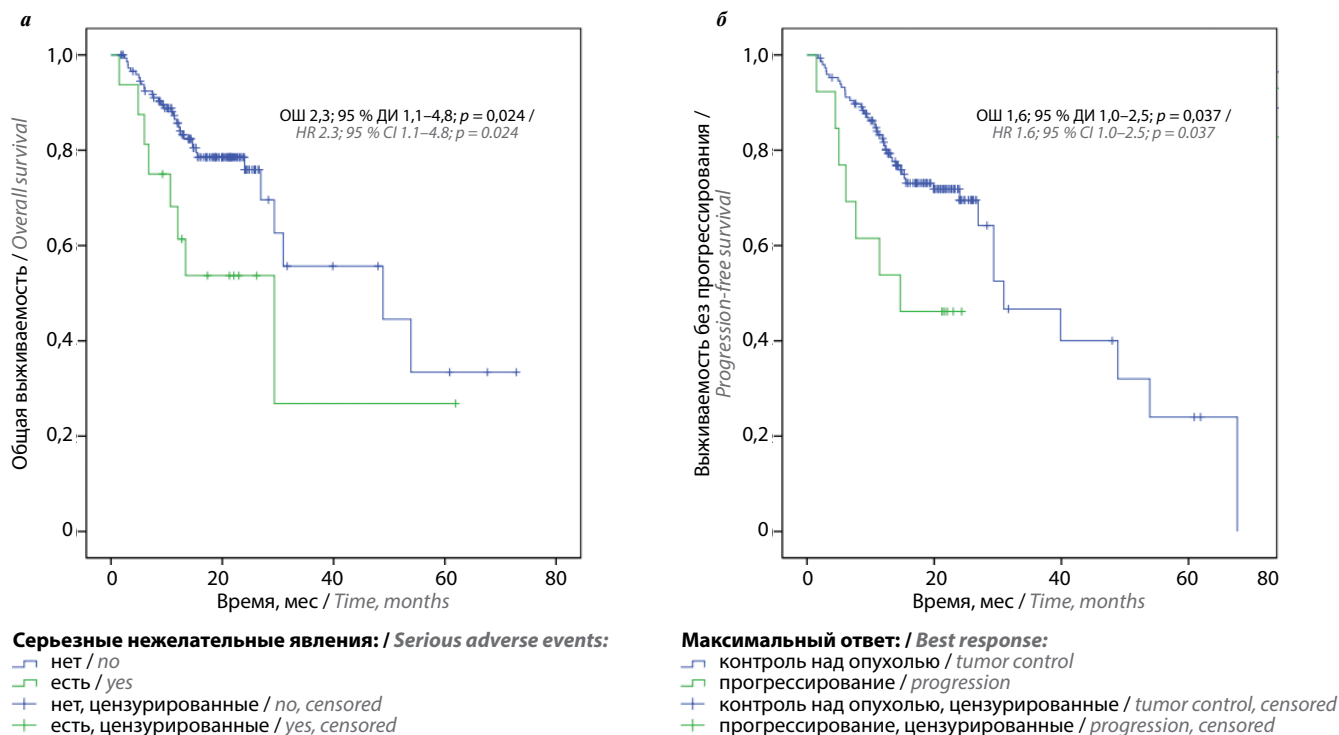 а
1,0
0,8
0,6
0,4
0,2
0
Общая выживаемость / Overall survival
ОШ 2,3; 95 % ДИ 1,1–4,8; p = 0,024 /
HR 2.3; 95 % CI 1.1–4.8; p = 0.024
0 20 40 60 80
Время, мес / Time, months
Серьезные нежелательные явления: / Serious adverse events:
нет / no
есть / yes
нет, цензурированные / no, censored
есть, цензурированные / yes, censored
б
1,0
0,8
0,6
0,4
0,2
0
Выживаемость без прогрессирования /
Progression-free survival
ОШ 1,6; 95 % ДИ 1,0–2,5; p = 0,037 /
HR 1.6; 95 % CI 1.0–2.5; p = 0.037
0 20 40 60 80
Время, мес / Time, months
Максимальный ответ: / Best response:
контроль над опухолью / tumor control
прогрессирование / progression
контроль над опухолью, цензурированные / tumor control, censored
прогрессирование, цензурированные / progression, censored